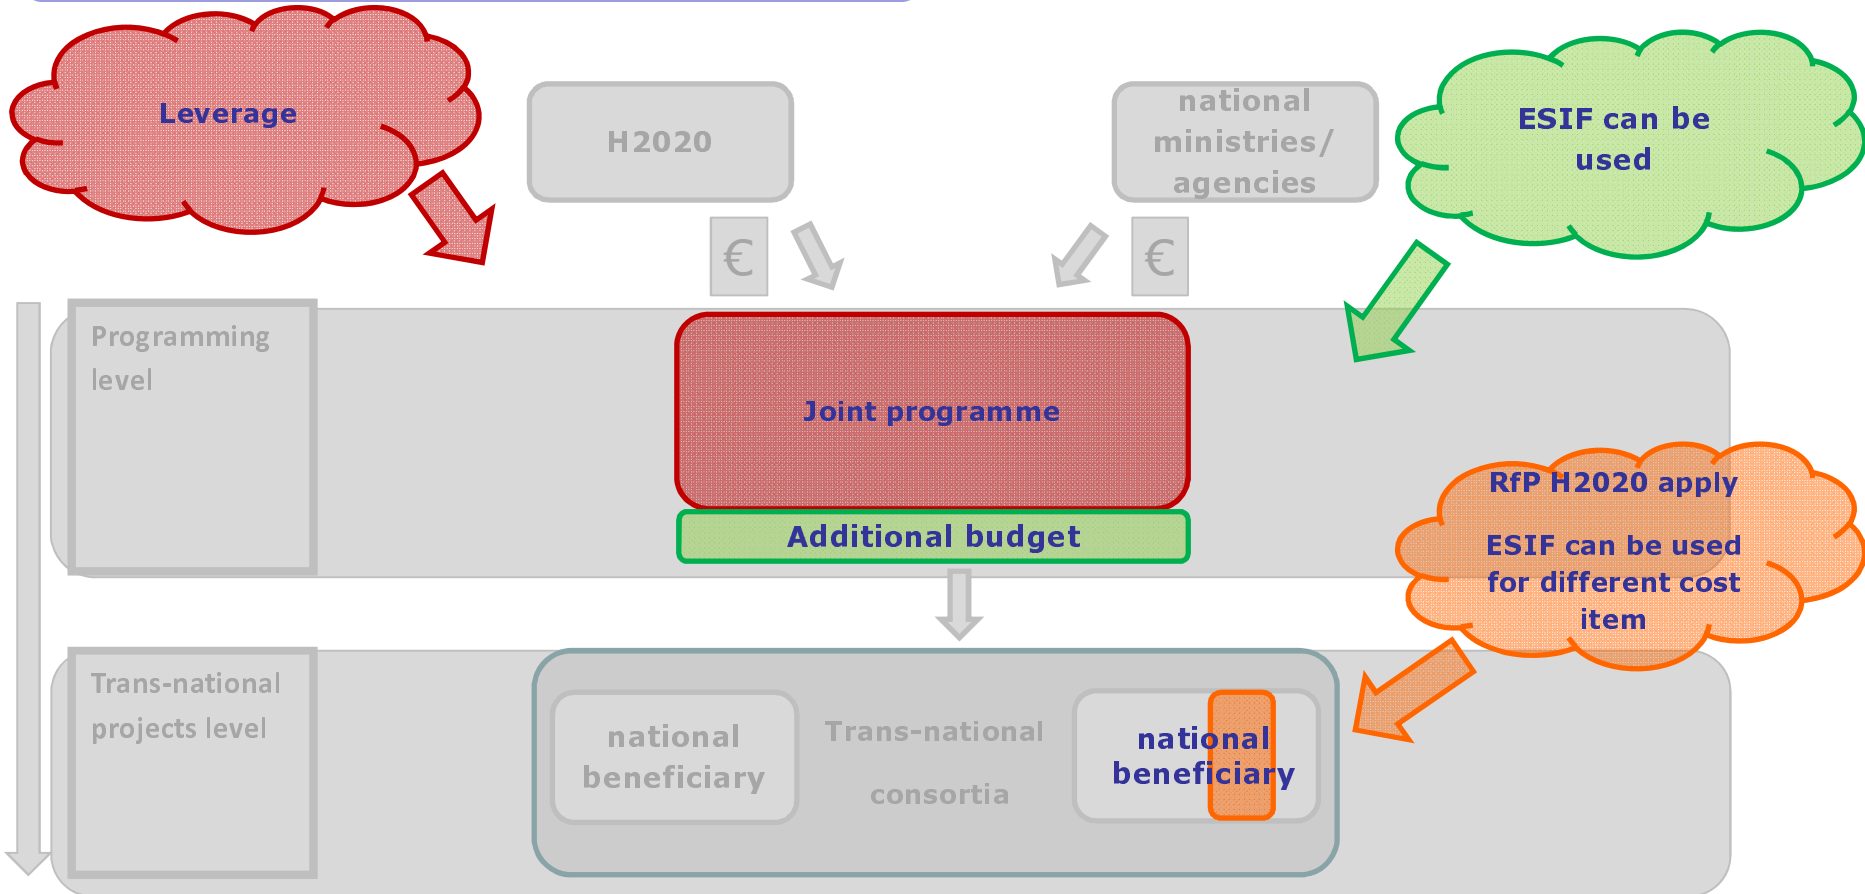 Leverage
H2020
national
ministries/
agencies
ESIF can be
used
€
€
Programming
level
Joint programme
Additional budget
RfP H2020 apply
ESIF can be used
for different cost
item
Trans-national
projects level
national
beneficiary
Trans-national
consortia
national
beneficiary